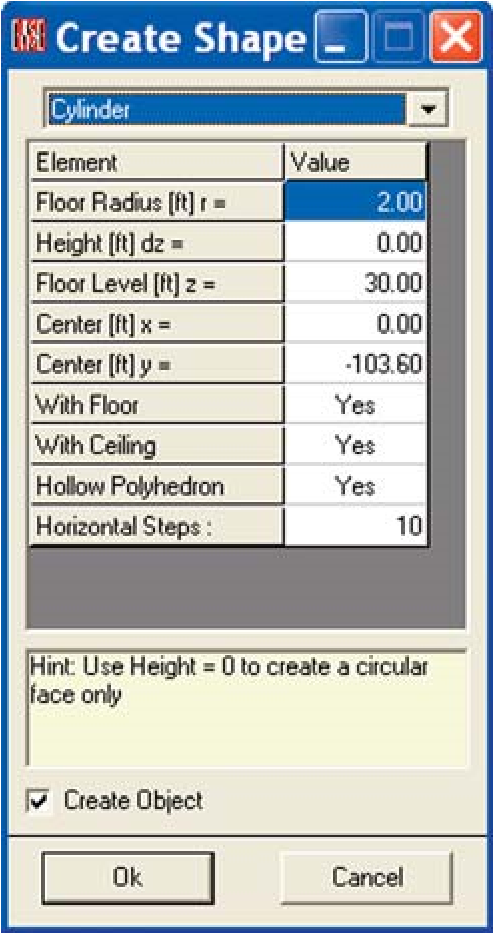 EASE Create Shape
Cylinder
Element Value
Floor Radius [ft] r = 2.00
Height [ft] dz = 0.00
Floor Level [ft] z = 30.00
Center [ft] x = 0.00
Center [ft] y = -103.60
With Floor Yes
With Ceiling Yes
Hollow Polyhedron Yes
Horizontal Steps : 10
Hint: Use Height = 0 to create a circular
face only
Create Object
Ok Cancel